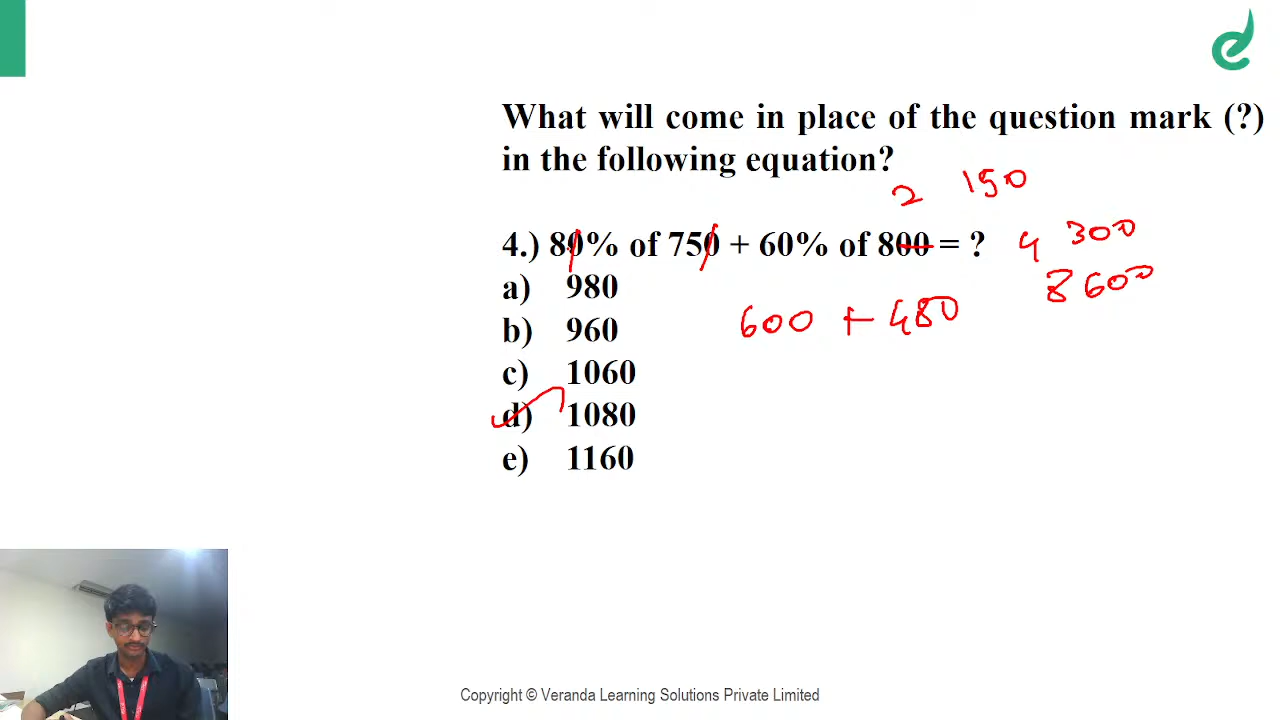 What will come in place of the question mark (?)
in the following equation?
2 150
4.) 80% of 750 + 60% of 800 = ?
4 300
8 600
a) 980
600 + 480
b) 960
c) 1060
d) 1080
e) 1160
Copyright © Veranda Learning Solutions Private Limited